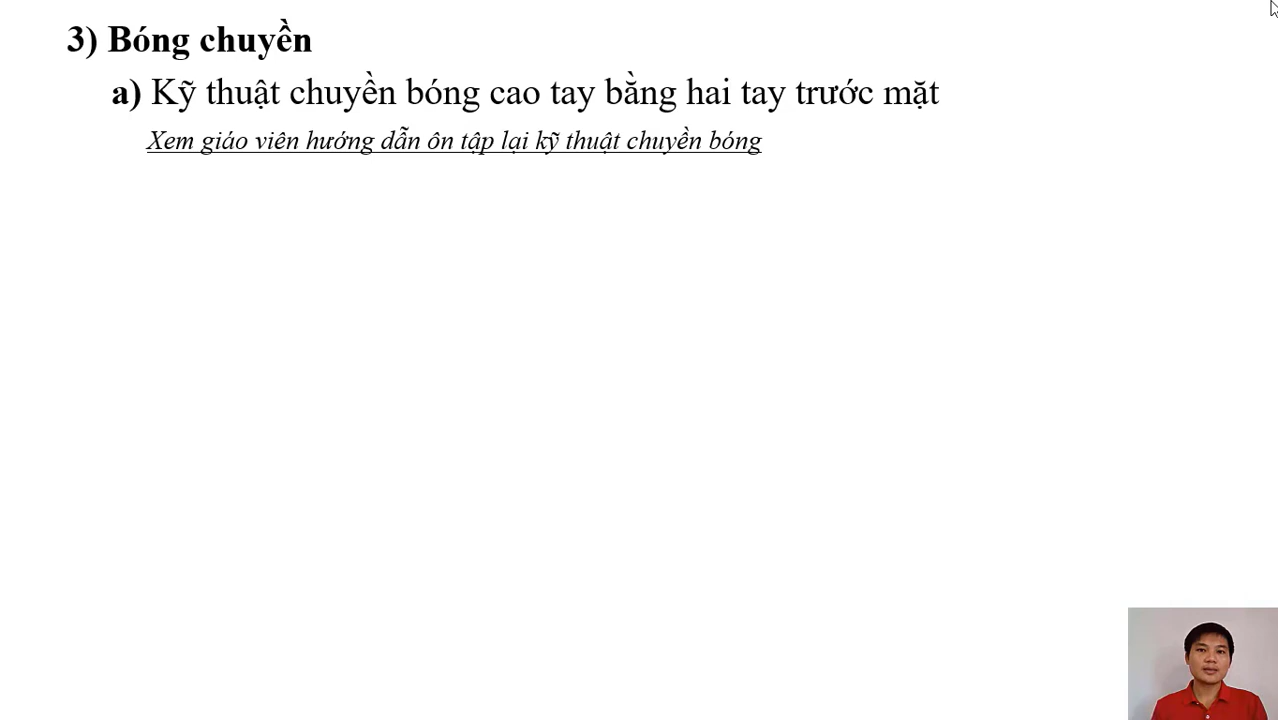 3) Bóng chuyền
a) Kỹ thuật chuyền bóng cao tay bằng hai tay trước mặt
Xem giáo viên hướng dẫn ôn tập lại kỹ thuật chuyền bóng